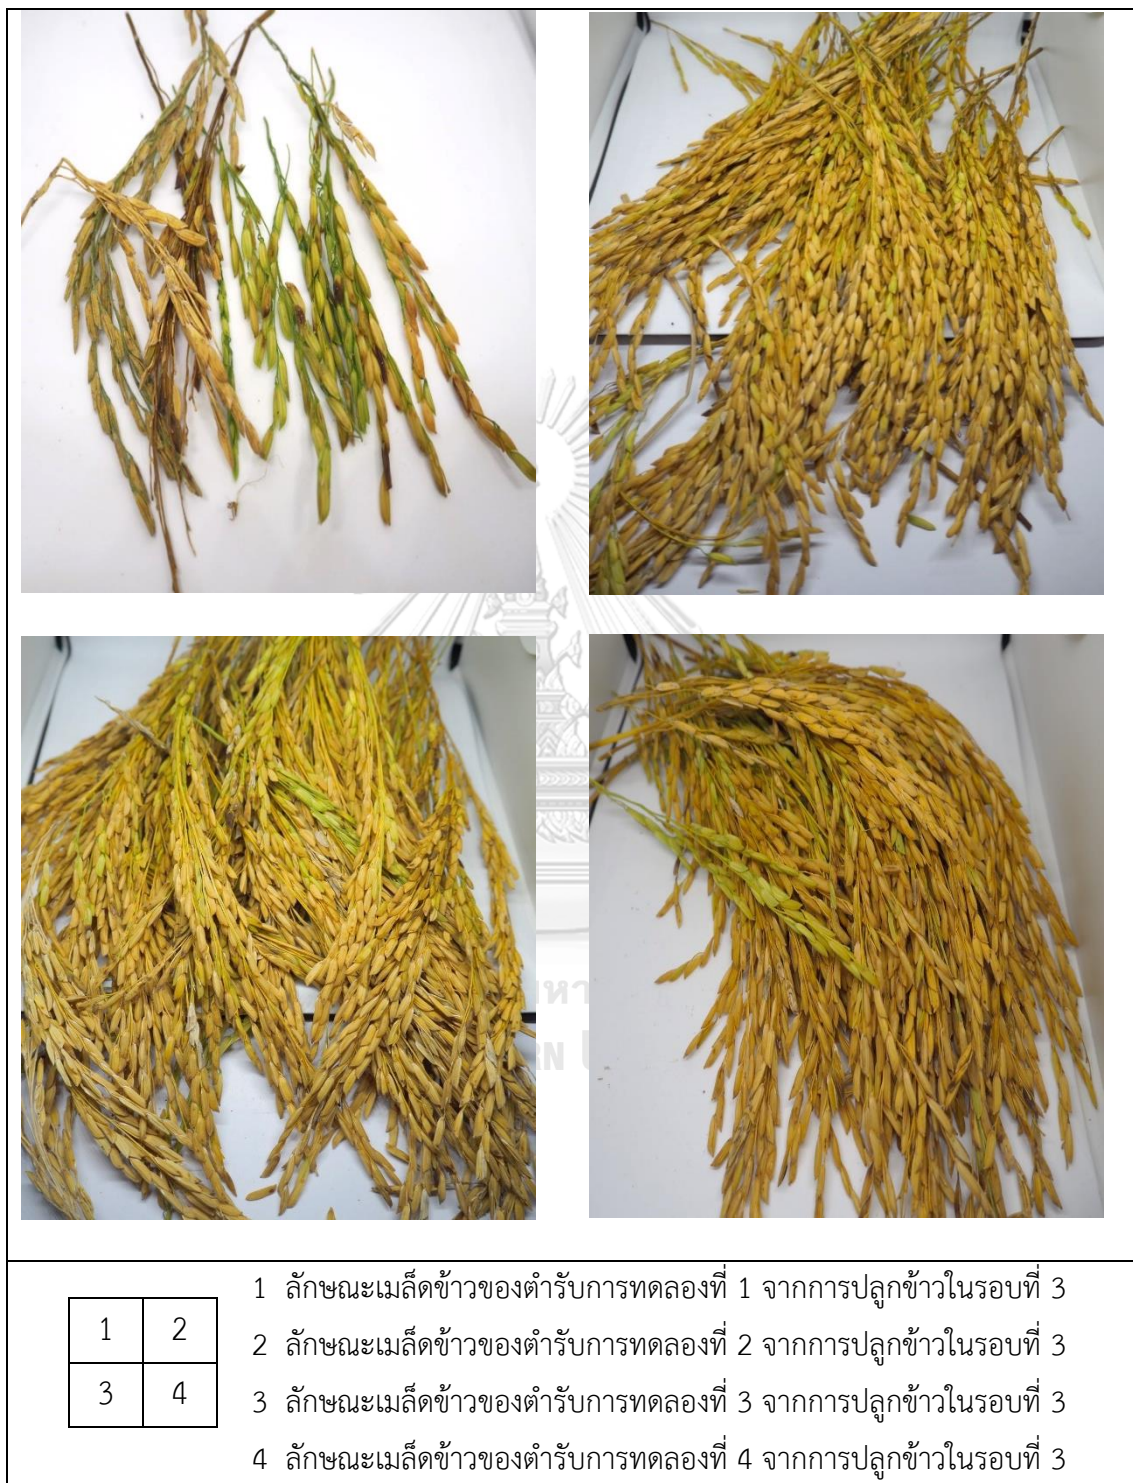 หา
RN U
1 2
3 4
1 ลักษณะเมล็ดข้าวของตำรับการทดลองที่ 1 จากการปลูกข้าวในรอบที่ 3
2 ลักษณะเมล็ดข้าวของตำรับการทดลองที่ 2 จากการปลูกข้าวในรอบที่ 3
3 ลักษณะเมล็ดข้าวของตำรับการทดลองที่ 3 จากการปลูกข้าวในรอบที่ 3
4 ลักษณะเมล็ดข้าวของตำรับการทดลองที่ 4 จากการปลูกข้าวในรอบที่ 3